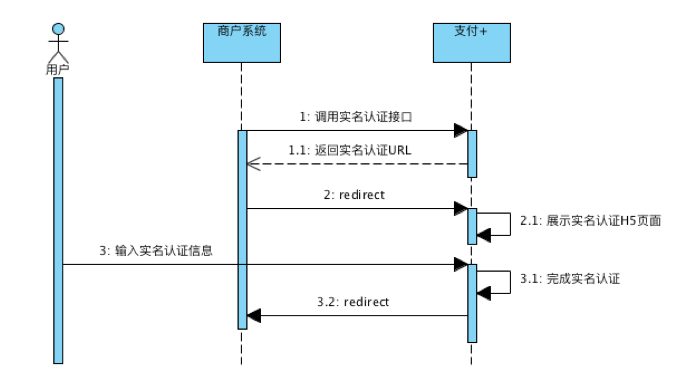 商户系统
支付+
用户
1: 调用实名认证接口
1.1: 返回实名认证URL
2: redirect
2.1: 展示实名认证H5页面
3: 输入实名认证信息
3.1: 完成实名认证
3.2: redirect